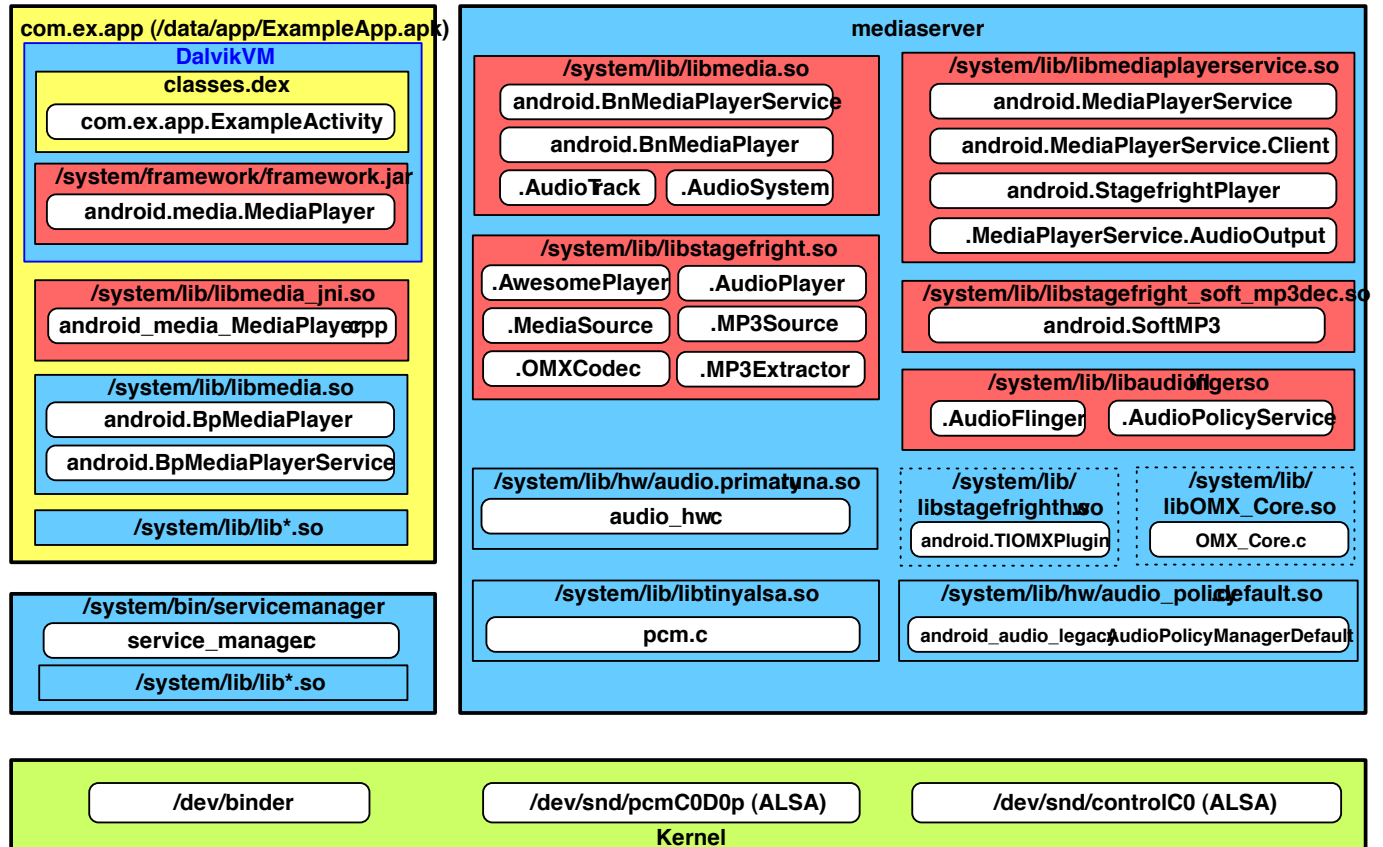 com.ex.app (/data/app/ExampleApp.apk)
DalvikVM
classes.dex
com.ex.app.ExampleActivity
/system/framework/framework.jar
android.media.MediaPlayer
/system/lib/libmedia_jni.so
android_media_MediaPlayer.cpp
/system/lib/libmedia.so
android.BpMediaPlayer
android.BpMediaPlayerService
/system/lib/lib*.so
/system/bin/servicemanager
service_manager.c
/system/lib/lib*.so
mediaserver
/system/lib/libmedia.so
android.BnMediaPlayerService
android.BnMediaPlayer
.AudioTrack
.AudioSystem
/system/lib/libstagefright.so
.AwesomePlayer
.AudioPlayer
.MediaSource
.MP3Source
.OMXCodec
.MP3Extractor
/system/lib/hw/audio.primary.tuna.so
audio_hw.c
/system/lib/libtinyalsa.so
pcm.c
/system/lib/libmediaplayerservice.so
android.MediaPlayerService
android.MediaPlayerService.Client
android.StagefrightPlayer
.MediaPlayerService.AudioOutput
/system/lib/libstagefright_soft_mp3dec.so
android.SoftMP3
/system/lib/libaudioflinger.so
.AudioFlinger
.AudioPolicyService
/system/lib/
libstagefrighthw.so
android.TIOMXPlugin
/system/lib/
libOMX_Core.so
OMX_Core.c
/system/lib/hw/audio_policy.default.so
android_audio_legacy.AudioPolicyManagerDefault
/dev/binder
/dev/snd/pcmC0D0p (ALSA)
/dev/snd/controlC0 (ALSA)
Kernel